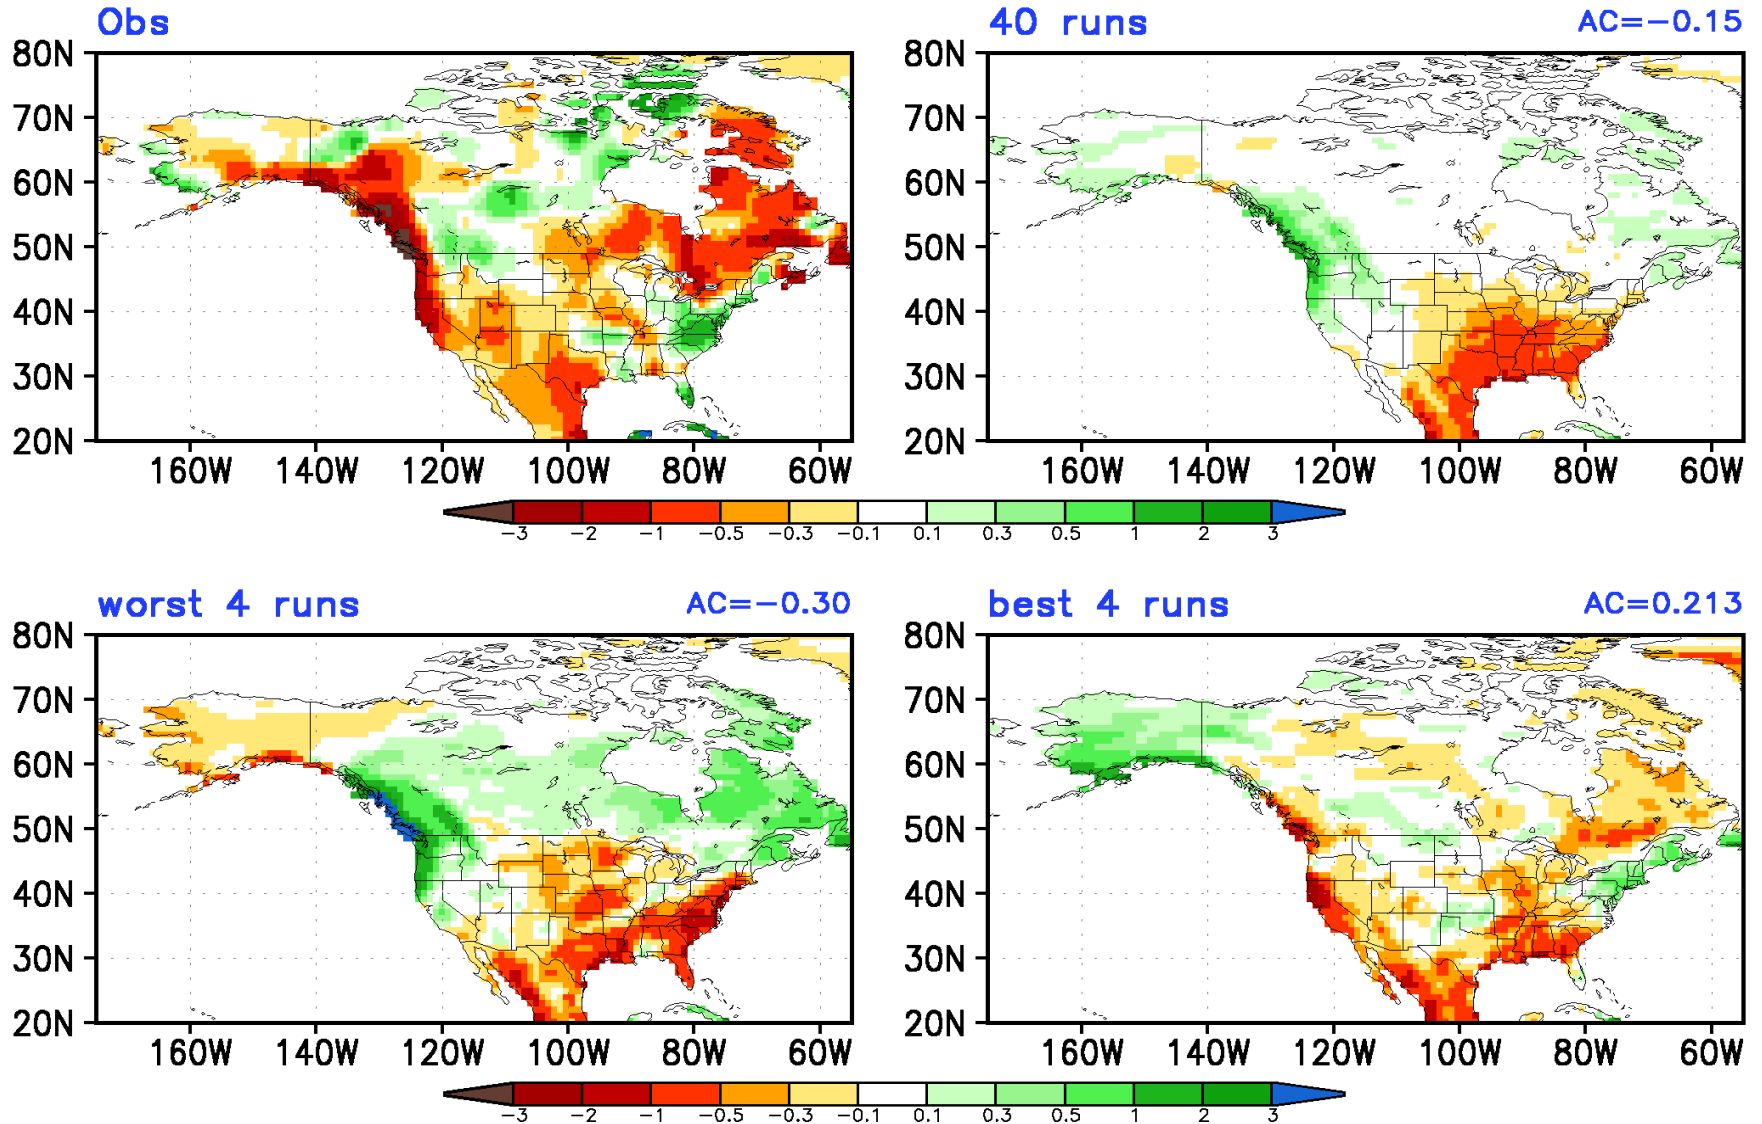 Obs
40 runs AC=−0.15
80N 80N
70N 70N
60N 60N
50N 50N
40N 40N
30N 30N
20N 20N
160W 140W 120W 100W 80W 60W 160W 140W 120W 100W 80W 60W
−3 −2 −1 −0.5 −0.3 −0.1 0.1 0.3 0.5 1 2 3
worst 4 runs AC=−0.30
best 4 runs AC=0.213
80N 80N
70N 70N
60N 60N
50N 50N
40N 40N
30N 30N
20N 20N
160W 140W 120W 100W 80W 60W 160W 140W 120W 100W 80W 60W
−3 −2 −1 −0.5 −0.3 −0.1 0.1 0.3 0.5 1 2 3